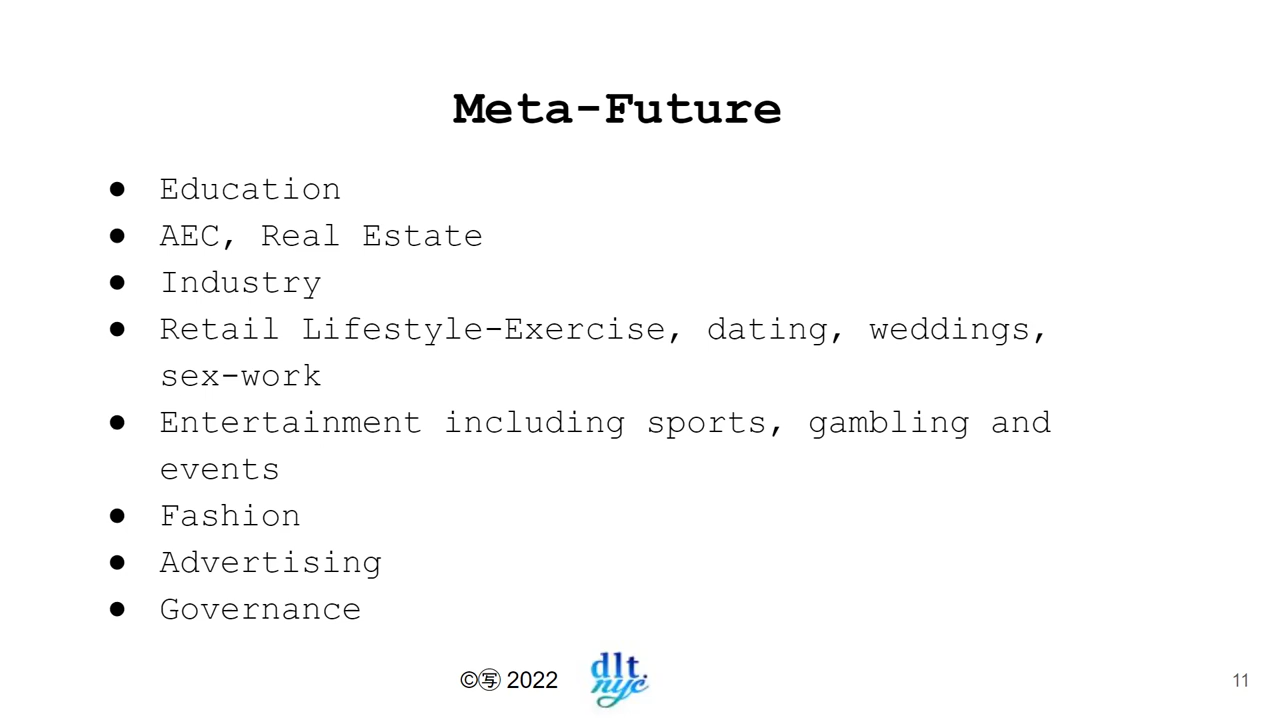 Meta-Future
● Education
● AEC, Real Estate
● Industry
● Retail Lifestyle-Exercise, dating, weddings,
sex-work
● Entertainment including sports, gambling and
events
● Fashion
● Advertising
● Governance
©㊢ 2022
dlt.
nyc
11